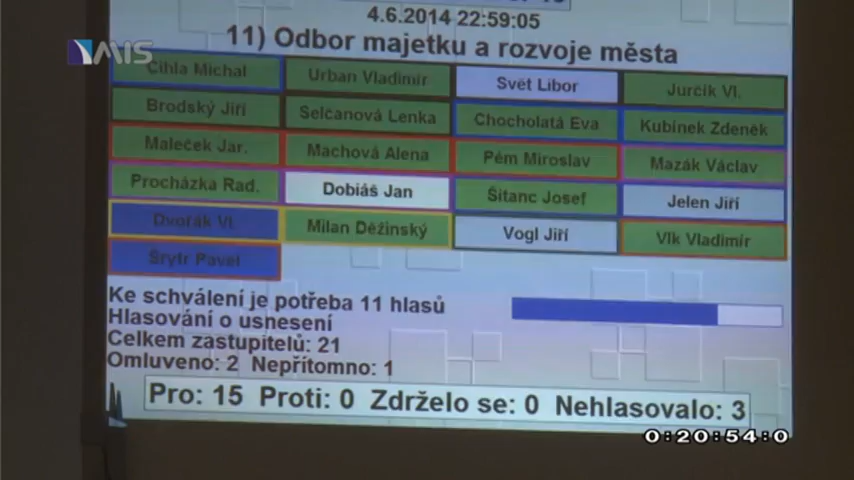 4.6.2014 22:59:05
11) Odbor majetku a rozvoje města
MIS
Cihla Michal Urban Vladimír Svět Libor Jurčík Vl.
Brodský Jiří Selčanová Lenka Chocholatá Eva Kubínek Zdeněk
Maleček Jar. Machová Alena Pém Miroslav Mazák Václav
Procházka Rad. Dobiáš Jan Šitanc Josef Jelen Jiří
Dvořák Vl. Milan Děžinský Vogl Jiří Vlk Vladimír
Šrytr Pavel
Ke schválení je potřeba 11 hlasů
Hlasování o usnesení
Celkem zastupitelů: 21
Omluveno: 2 Nepřítomno: 1
Pro: 15 Proti: 0 Zdrželo se: 0 Nehlasovalo: 3
0:20:54:0